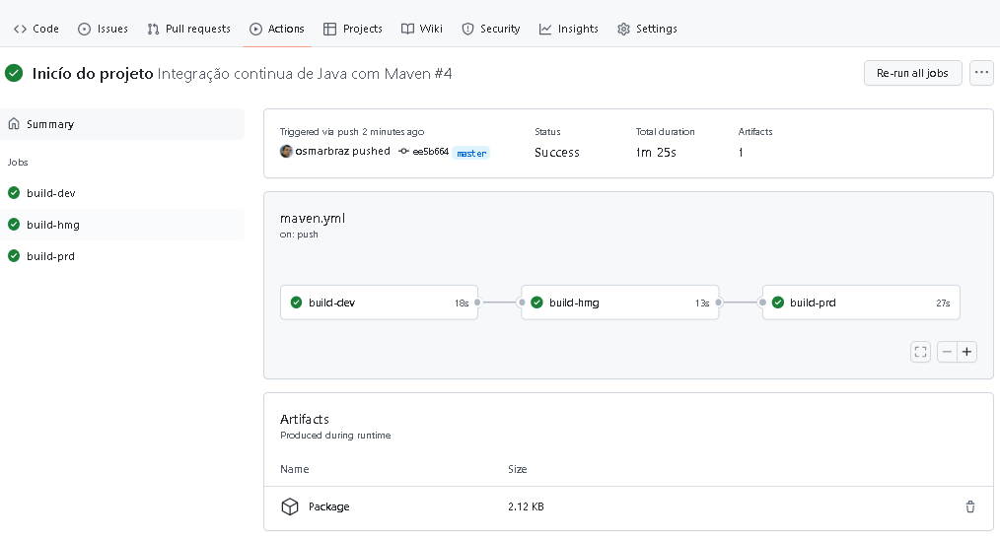 Code Issues Pull requests Actions Projects Wiki Security Insights Settings
Inicío do projeto Integração continua de Java com Maven #4
Re-run all jobs
Summary
Jobs
build-dev
build-hmg
build-prd
Triggered via push 2 minutes ago
osmarbraz pushed ee5b664 master
Status
Success
Total duration
1m 25s
Artifacts
1
maven.yml
on: push
build-dev 18s
build-hmg 13s
build-prd 27s
Artifacts
Produced during runtime
Name Size
Package 2.12 KB